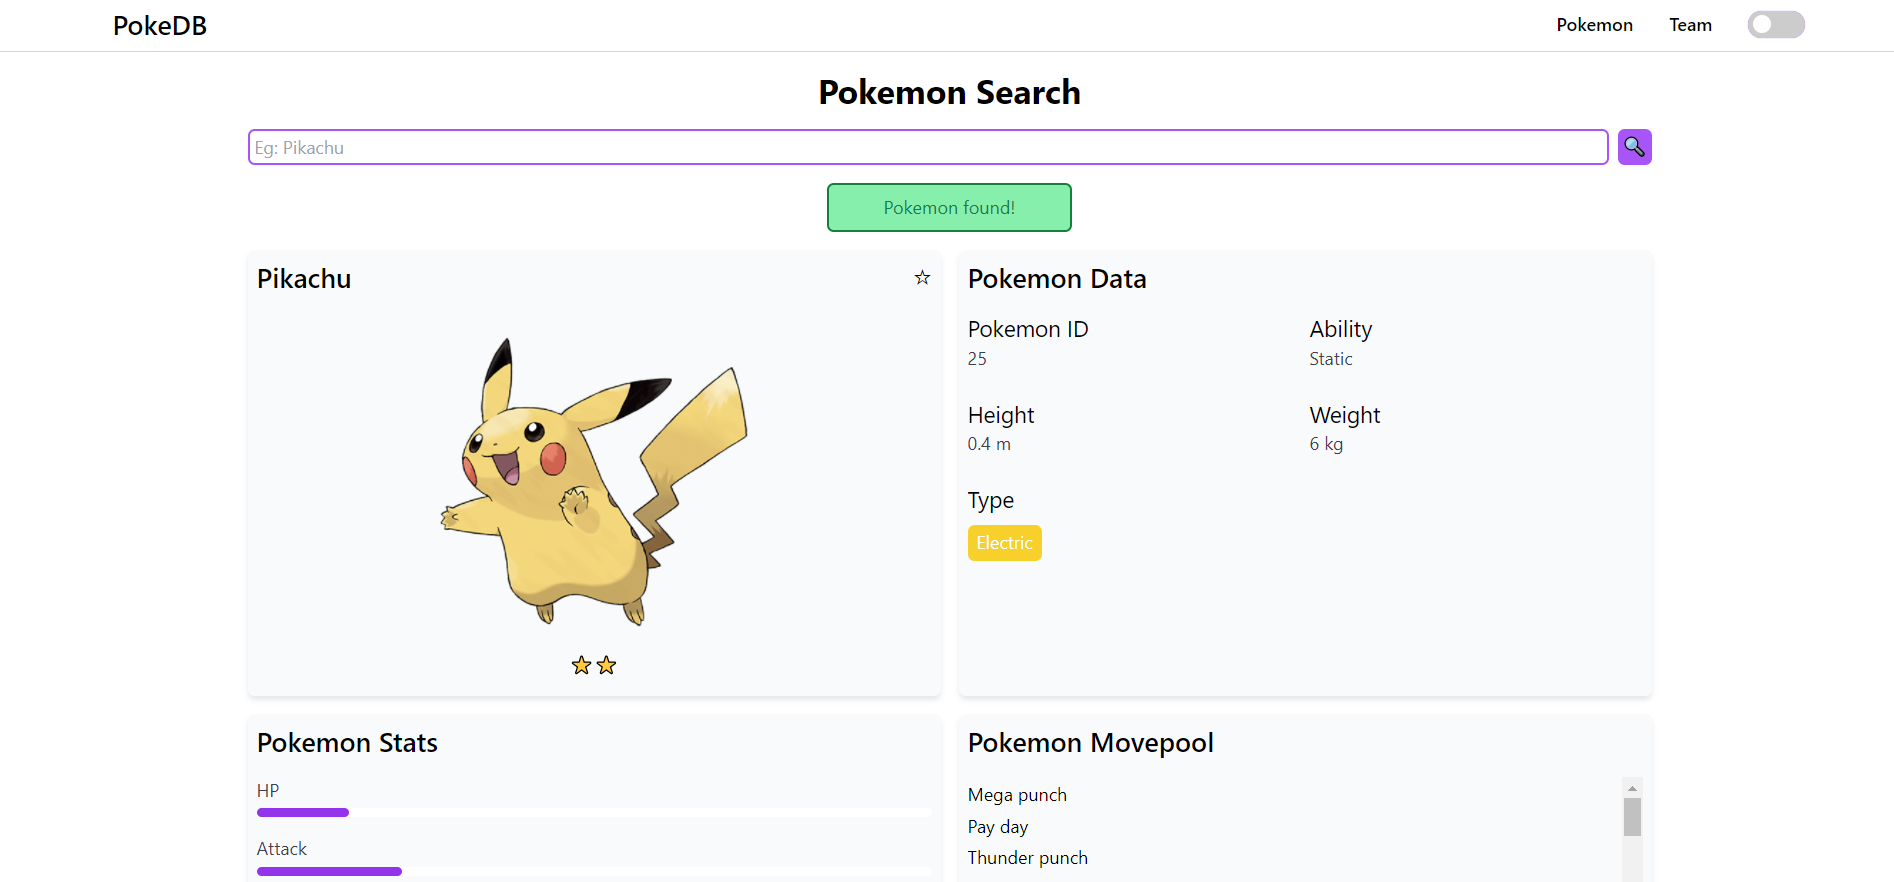 PokeDB
Pokemon
Team
Pokemon Search
Eg: Pikachu
Pokemon found!
Pikachu
Pokemon Data
Pokemon ID
Ability
25
Static
Height
Weight
0.4 m
6 kg
Type
Electric
Pokemon Stats
HP
Attack
Pokemon Movepool
Mega punch
Pay day
Thunder punch